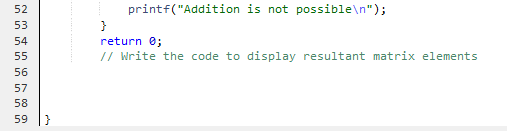 52 printf("Addition is not possible\n");
53 }
54 return 0;
55 // Write the code to display resultant matrix elements
56
57
58
59 }